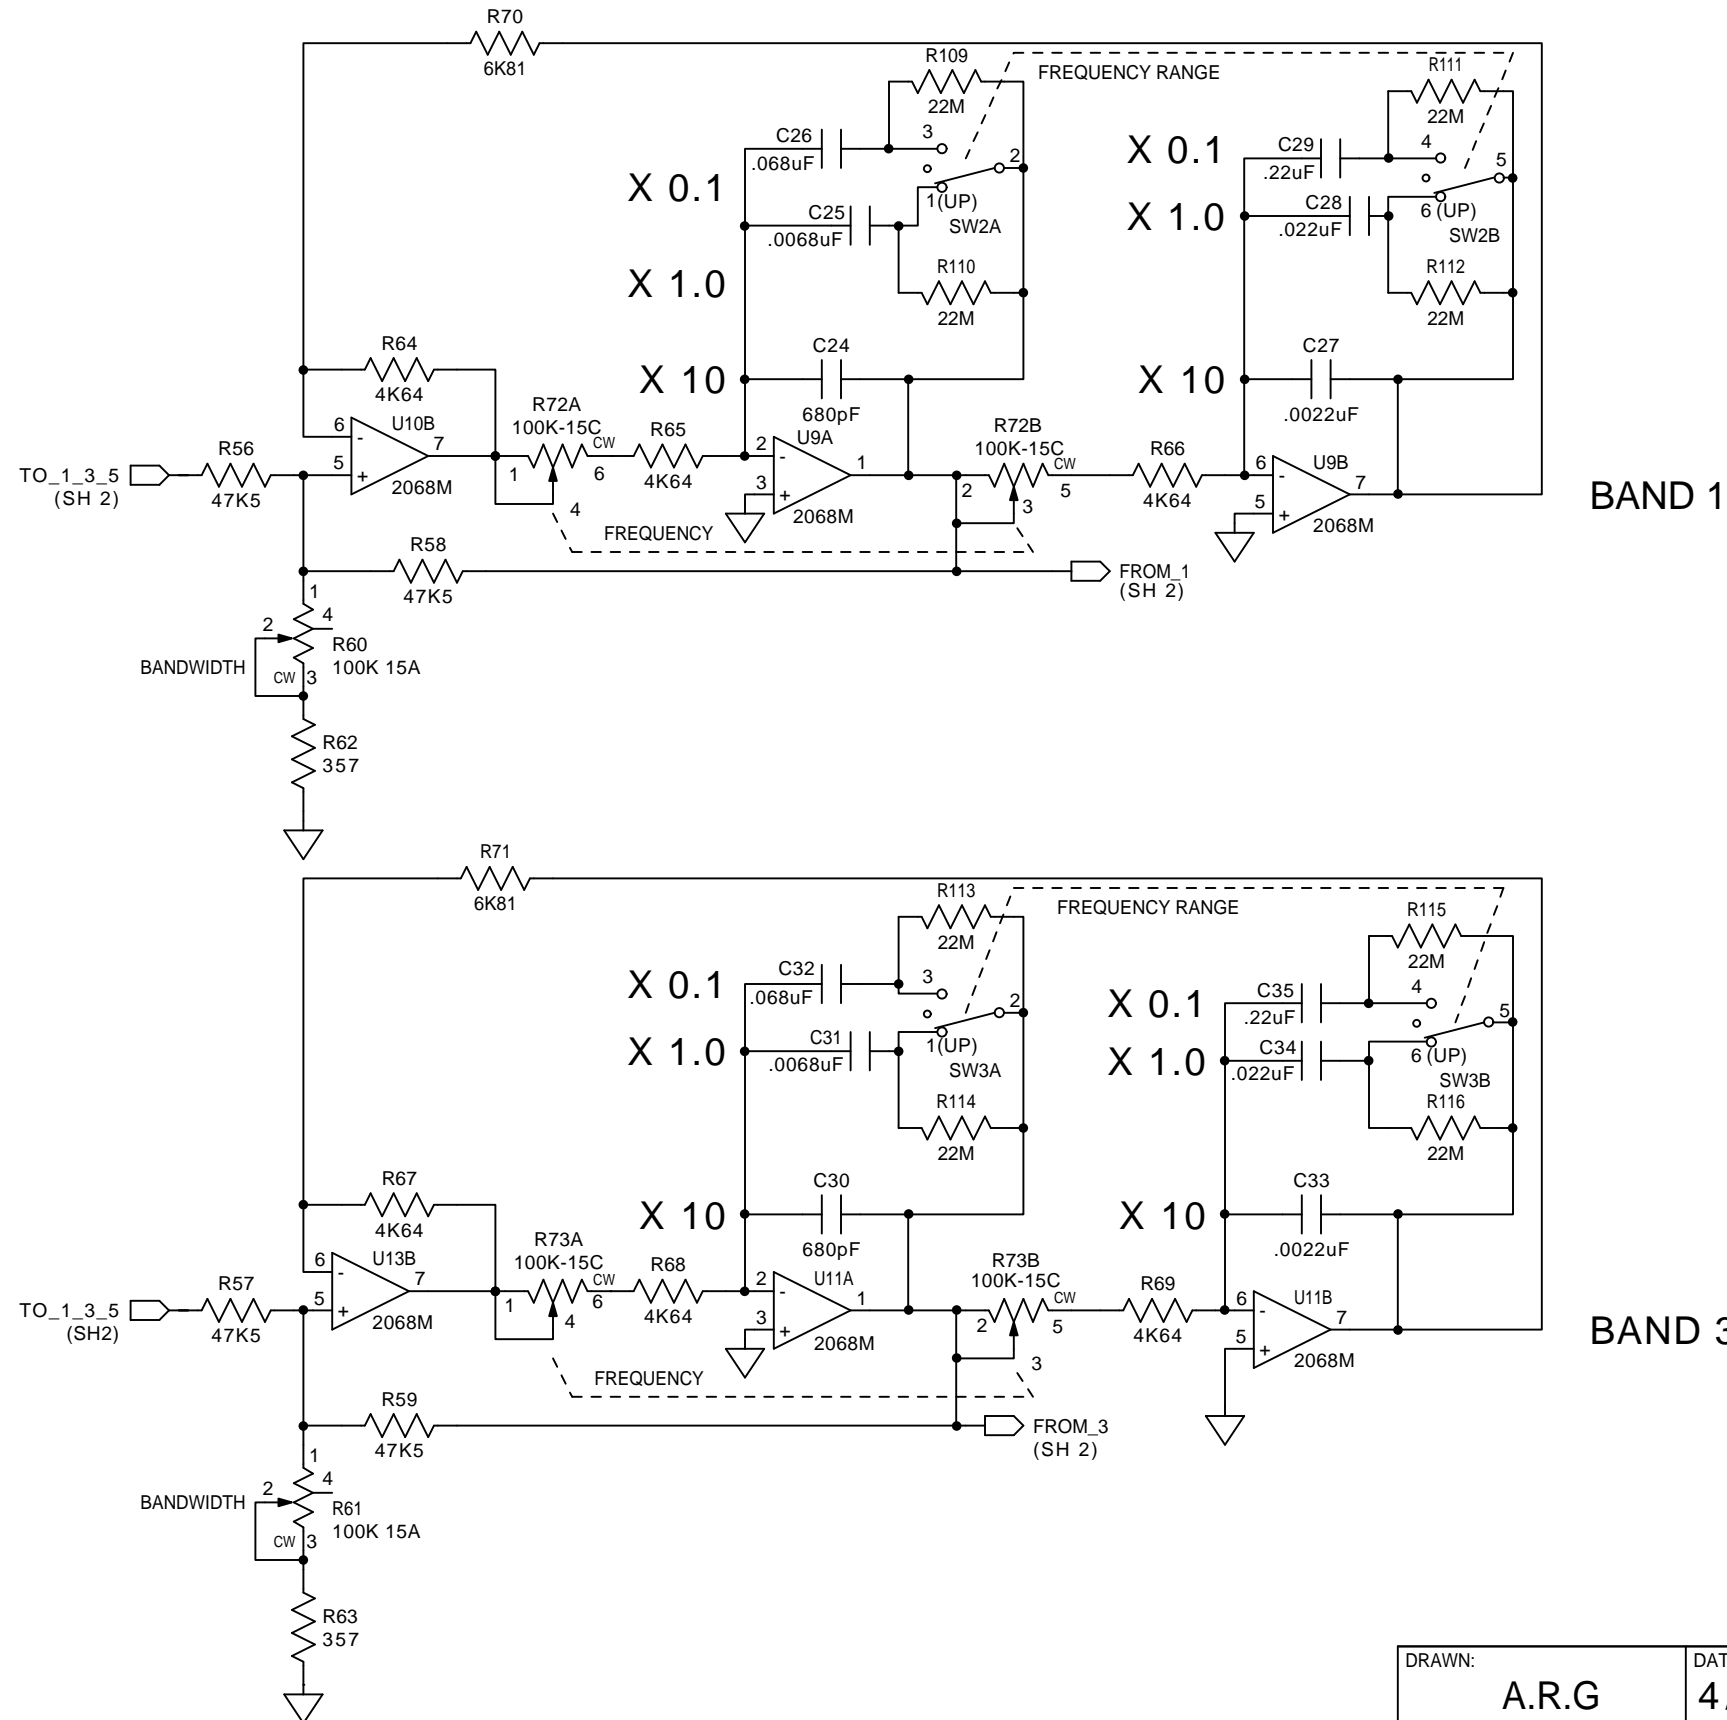 R70
6K81
R109
22M
FREQUENCY RANGE
R111
22M
C26
.068uF
3
2
X 0.1
1(UP)
SW2A
C25
.0068uF
X 1.0
R110
22M
X 0.1
C29
.22uF
4
5
X 1.0
C28
.022uF
6 (UP)
SW2B
R112
22M
R64
4K64
X 10
C24
680pF
X 10
C27
.0022uF
R56
47K5
TO_1_3_5
(SH 2)
6
-
5
+
U10B
7
2068M
R72A
100K-15C
CW
1
6
4
R65
4K64
2
-
3
+
U9A
1
2068M
R72B
100K-15C
CW
2
5
3
R66
4K64
6
-
5
+
U9B
7
2068M
BAND 1
FREQUENCY
R58
47K5
FROM_1
(SH 2)
1
4
2
R60
100K 15A
BANDWIDTH
CW
3
R62
357
R71
6K81
R113
22M
FREQUENCY RANGE
R115
22M
X 0.1
C32
.068uF
3
2
X 1.0
C31
.0068uF
1(UP)
SW3A
R114
22M
X 0.1
C35
.22uF
4
5
X 1.0
C34
.022uF
6 (UP)
SW3B
R116
22M
R67
4K64
X 10
C30
680pF
X 10
C33
.0022uF
R57
47K5
TO_1_3_5
(SH2)
6
-
5
+
U13B
7
2068M
R73A
100K-15C
CW
1
6
4
R68
4K64
2
-
3
+
U11A
1
2068M
R73B
100K-15C
CW
2
5
3
R69
4K64
6
-
5
+
U11B
7
2068M
BAND 3
FREQUENCY
R59
47K5
FROM_3
(SH 2)
1
4
2
R61
100K 15A
BANDWIDTH
CW
3
R63
357
DRAWN:
A.R.G
DAT
4